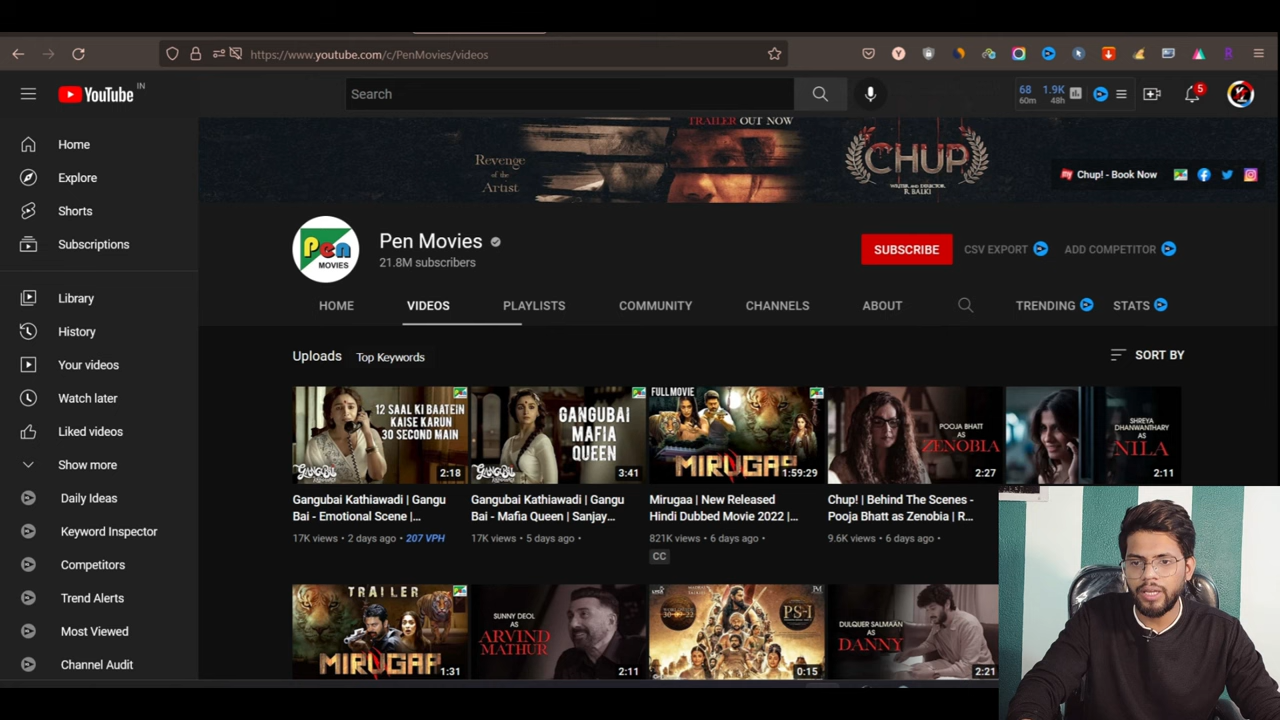 https://www.youtube.com/c/PenMovies/videos
YouTube IN
Search
68 60m 1.9K 48h
5
Home
Explore
Shorts
Subscriptions
Library
History
Your videos
Watch later
Liked videos
Show more
Daily Ideas
Keyword Inspector
Competitors
Trend Alerts
Most Viewed
Channel Audit
TRAILER OUT NOW
Revenge
of the
Artist
CHUP
WRITER AND DIRECTOR
R. BALKI
my Chup! - Book Now
Pen
MOVIES
Pen Movies
21.8M subscribers
SUBSCRIBE
CSV EXPORT
ADD COMPETITOR
HOME
VIDEOS
PLAYLISTS
COMMUNITY
CHANNELS
ABOUT
TRENDING
STATS
Uploads
Top Keywords
SORT BY
12 SAAL KI BAATEIN
KAISE KARUN
30 SECOND MAIN
2:18
Gangubai Kathiawadi | Gangu
Bai - Emotional Scene |...
17K views • 2 days ago • 207 VPH
GANGUBAI
MAFIA
QUEEN
3:41
Gangubai Kathiawadi | Gangu
Bai - Mafia Queen | Sanjay...
17K views • 5 days ago •
FULL MOVIE
MIRUGAA
1:59:29
Mirugaa | New Released
Hindi Dubbed Movie 2022 |...
821K views • 6 days ago •
CC
POOJA BHATT
AS
ZENOBIA
2:27
Chup! | Behind The Scenes -
Pooja Bhatt as Zenobia | R...
9.6K views • 6 days ago •
SHREYA
DHANWANTHARY
AS
NILA
2:11
TRAILER
MIRUGAA
1:31
SUNNY DEOL
AS
ARVIND
MATHUR
2:11
PS-I
0:15
DULQUER SALMAAN
AS
DANNY
2:21